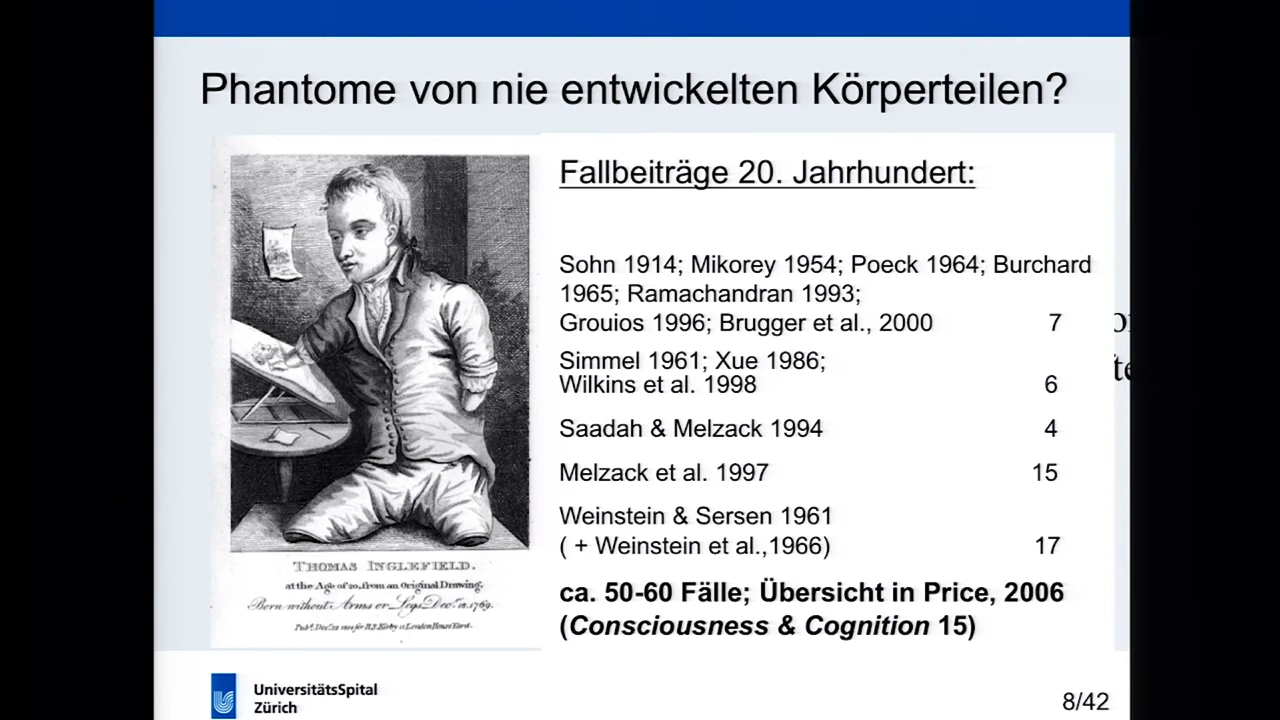 Phantome von nie entwickelten Körperteilen?
Fallbeiträge 20. Jahrhundert:
Sohn 1914; Mikorey 1954; Poeck 1964; Burchard
1965; Ramachandran 1993;
Grouios 1996; Brugger et al., 2000 7
Simmel 1961; Xue 1986;
Wilkins et al. 1998 6
Saadah & Melzack 1994 4
Melzack et al. 1997 15
Weinstein & Sersen 1961
( + Weinstein et al.,1966) 17
ca. 50-60 Fälle; Übersicht in Price, 2006
(Consciousness & Cognition 15)
THOMAS INGLEFIELD.
at the Age of 20, from an Original Drawing.
Born without Arms or Legs Dec.r 18. 1769.
UniversitätsSpital
Zürich
8/42